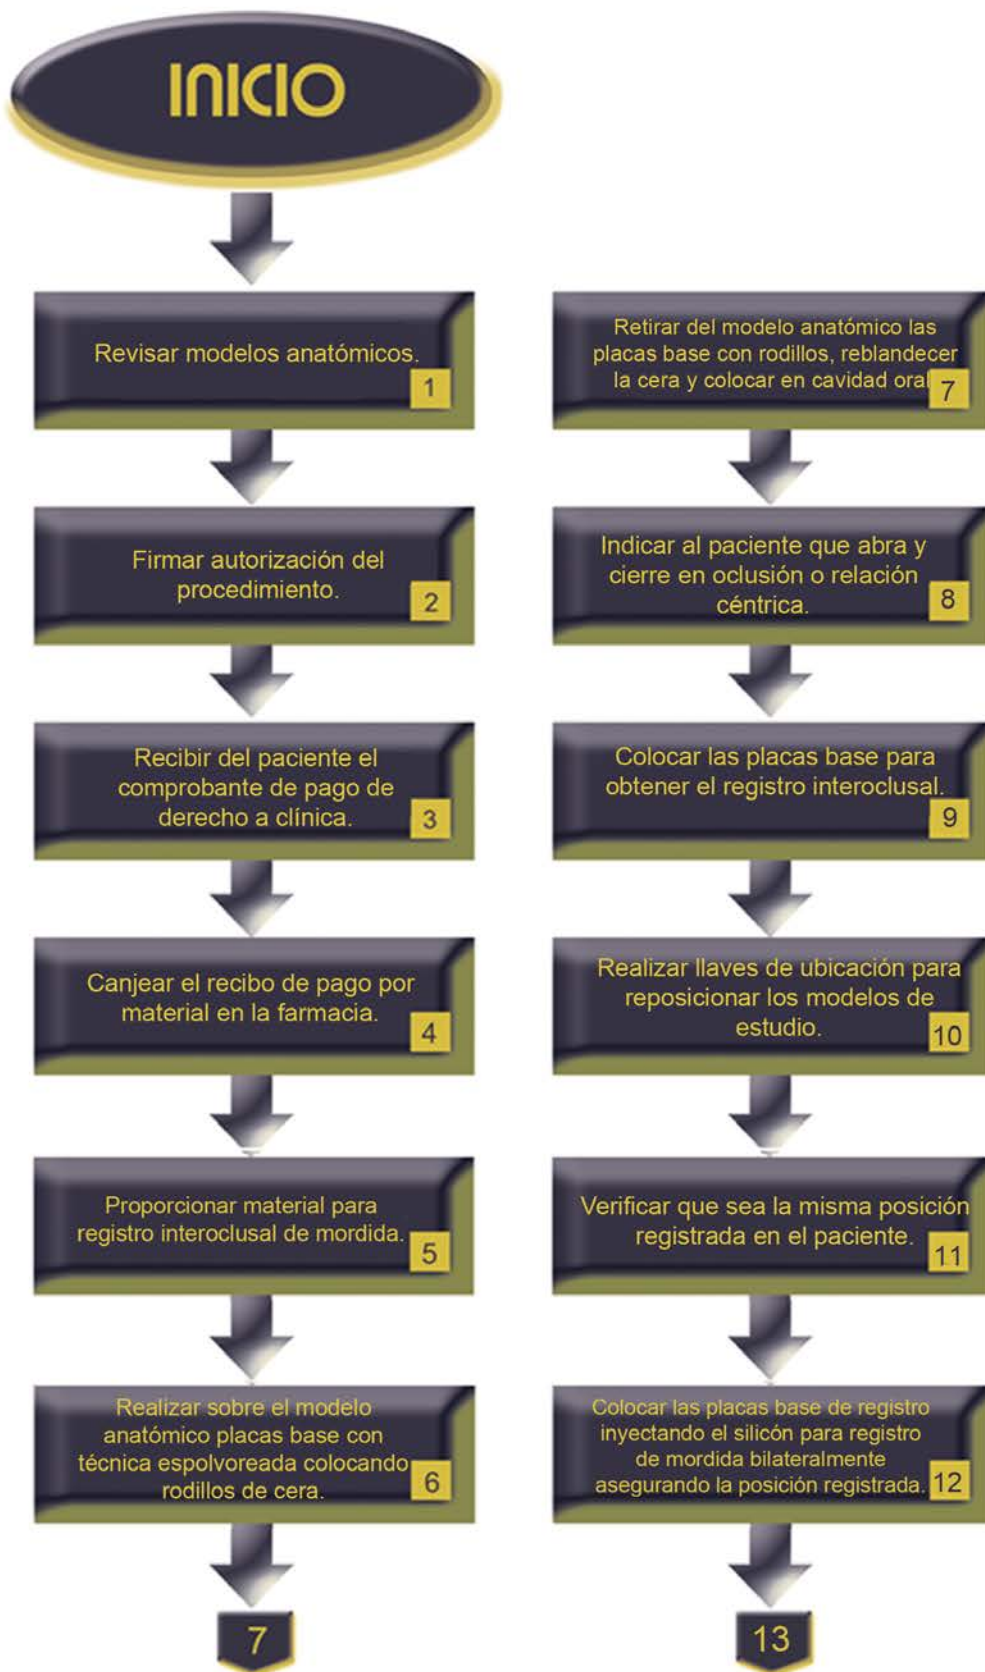 INICIO
Revisar modelos anatómicos.
1
Firmar autorización del
procedimiento.
2
Recibir del paciente el
comprobante de pago de
derecho a clínica.
3
Canjear el recibo de pago por
material en la farmacia.
4
Proporcionar material para
registro interoclusal de mordida.
5
Realizar sobre el modelo
anatómico placas base con
técnica espolvoreada colocando
rodillos de cera.
6
7
Retirar del modelo anatómico las
placas base con rodillos, reblandecer
la cera y colocar en cavidad oral
7
Indicar al paciente que abra y
cierre en oclusión o relación
céntrica.
8
Colocar las placas base para
obtener el registro interoclusal.
9
Realizar llaves de ubicación para
reposicionar los modelos de
estudio.
10
Verificar que sea la misma posición
registrada en el paciente.
11
Colocar las placas base de registro
inyectando el silicón para registro
de mordida bilateralmente
asegurando la posición registrada.
12
13